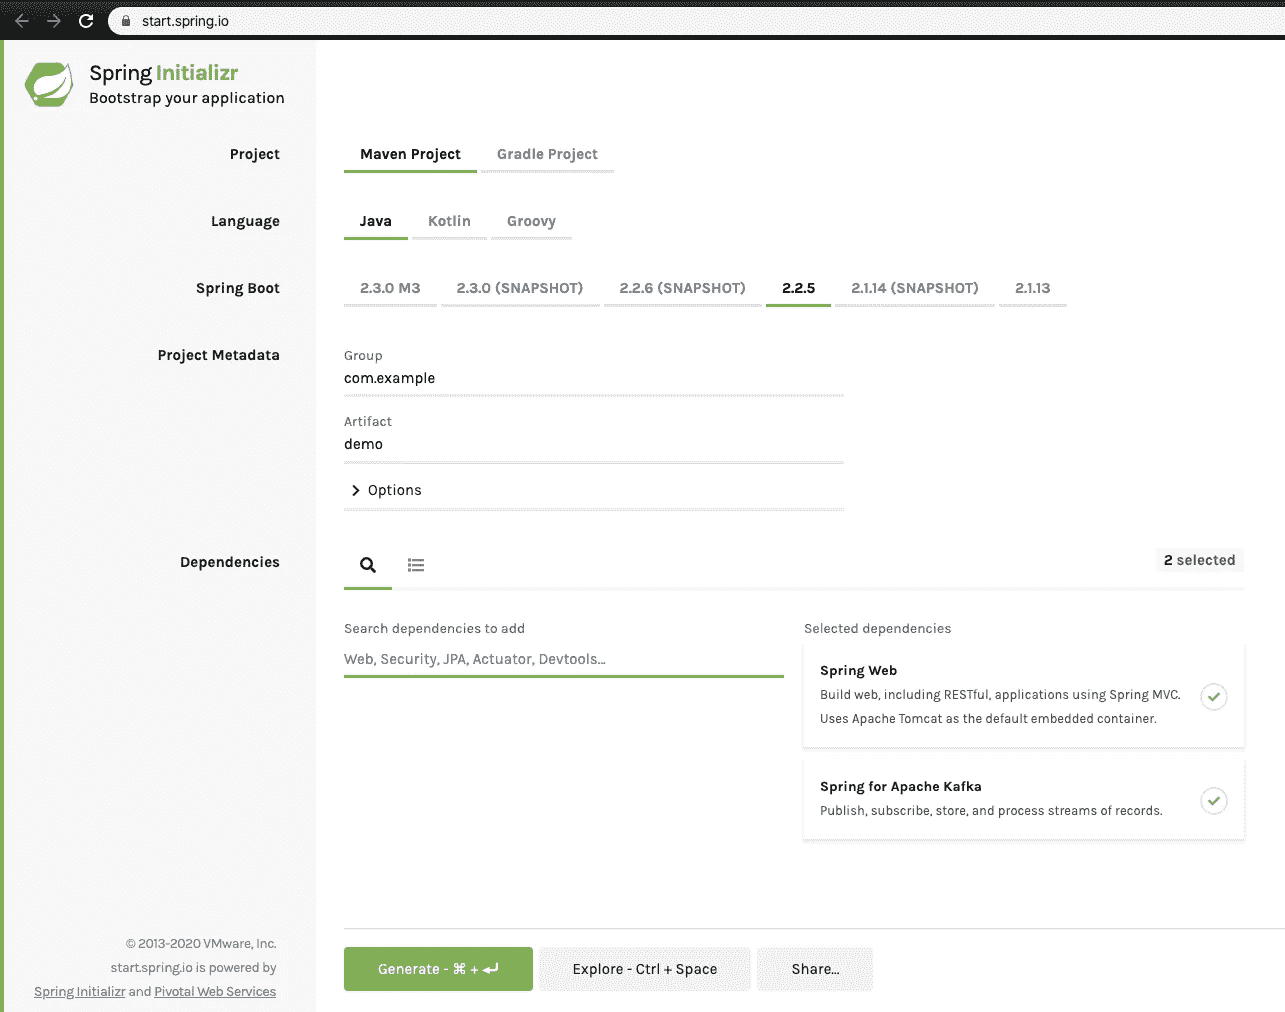 start.spring.io
Spring Initializr
Bootstrap your application
Project
Maven Project Gradle Project
Language
Java Kotlin Groovy
Spring Boot
2.3.0 M3 2.3.0 (SNAPSHOT) 2.2.6 (SNAPSHOT) 2.2.5 2.1.14 (SNAPSHOT) 2.1.13
Project Metadata
Group
com.example
Artifact
demo
Options
Dependencies
2 selected
Search dependencies to add
Web, Security, JPA, Actuator, Devtools...
Selected dependencies
Spring Web
Build web, including RESTful, applications using Spring MVC.
Uses Apache Tomcat as the default embedded container.
Spring for Apache Kafka
Publish, subscribe, store, and process streams of records.
© 2013-2020 VMware, Inc.
start.spring.io is powered by
Spring Initializr and Pivotal Web Services
Generate - ⌘ + ↵
Explore - Ctrl + Space
Share...